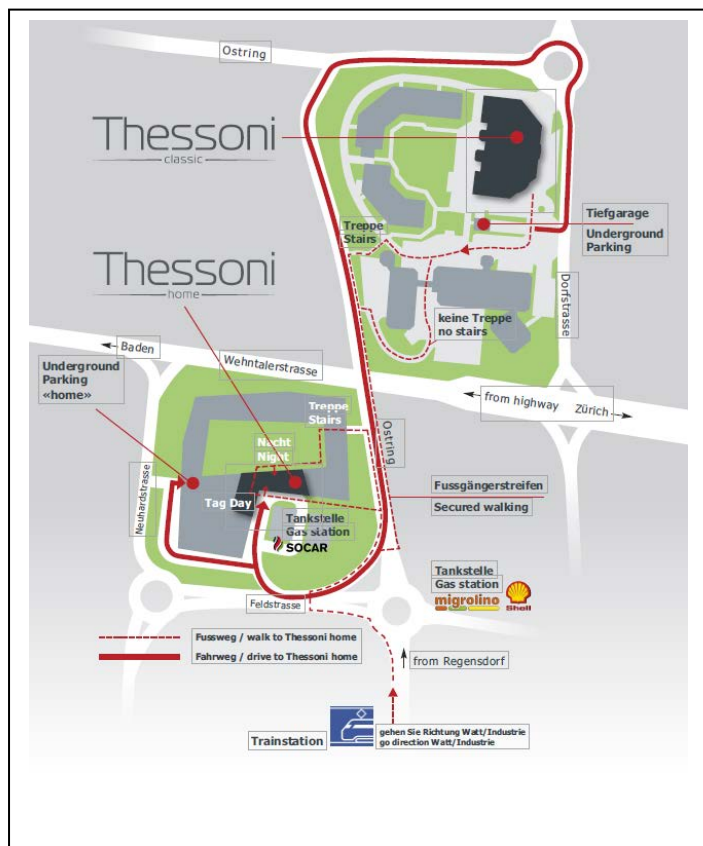 Ostring
Thessoni
classic
Tiefgarage
Underground
Parking
Treppe
Stairs
Thessoni
home
keine Treppe
no stairs
Dorfstrasse
Baden
Wehntalerstrasse
from highway Zürich
Underground
Parking
«home»
Treppe
Stairs
Nacht
Night
Ostring
Neuhardstrasse
Tag Day
Fussgängerstreifen
Secured walking
Tankstelle
Gas station
SOCAR
Tankstelle
Gas station
migrolino
Shell
Feldstrasse
Fussweg / walk to Thessoni home
Fahrweg / drive to Thessoni home
from Regensdorf
Trainstation
gehen Sie Richtung Watt/Industrie
go direction Watt/Industrie